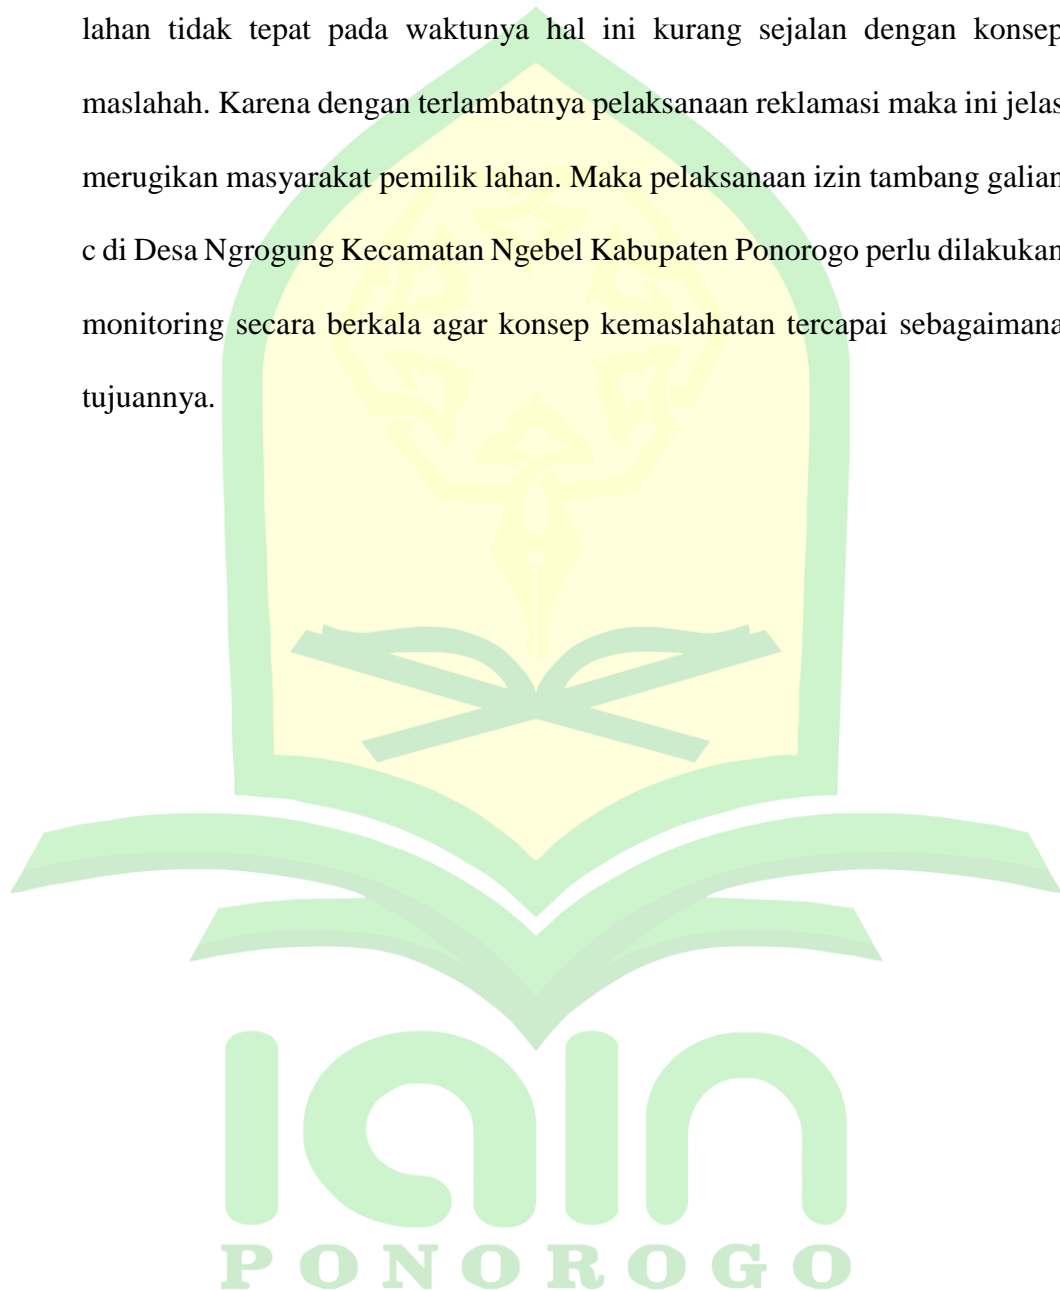 lahan tidak tepat pada waktunya hal ini kurang sejalan dengan konsep
maslahah. Karena dengan terlambatnya pelaksanaan reklamasi maka ini jelas
merugikan masyarakat pemilik lahan. Maka pelaksanaan izin tambang galian
c di Desa Ngrogung Kecamatan Ngebel Kabupaten Ponorogo perlu dilakukan
monitoring secara berkala agar konsep kemaslahatan tercapai sebagaimana
tujuannya.
iain
PONOROGO